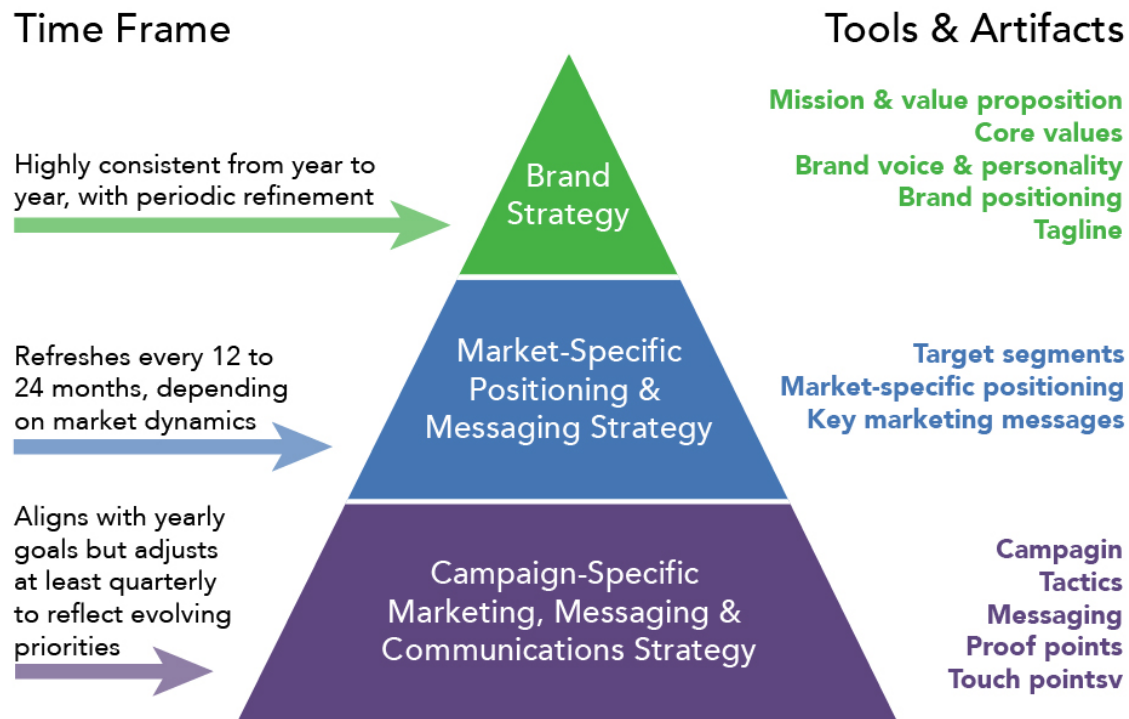 Time Frame
Tools & Artifacts
Highly consistent from year to
year, with periodic refinement
Brand
Strategy
Mission & value proposition
Core values
Brand voice & personality
Brand positioning
Tagline
Refreshes every 12 to
24 months, depending
on market dynamics
Market-Specific
Positioning &
Messaging Strategy
Target segments
Market-specific positioning
Key marketing messages
Aligns with yearly
goals but adjusts
at least quarterly
to reflect evolving
priorities
Campaign-Specific
Marketing, Messaging &
Communications Strategy
Campagin
Tactics
Messaging
Proof points
Touch pointsv